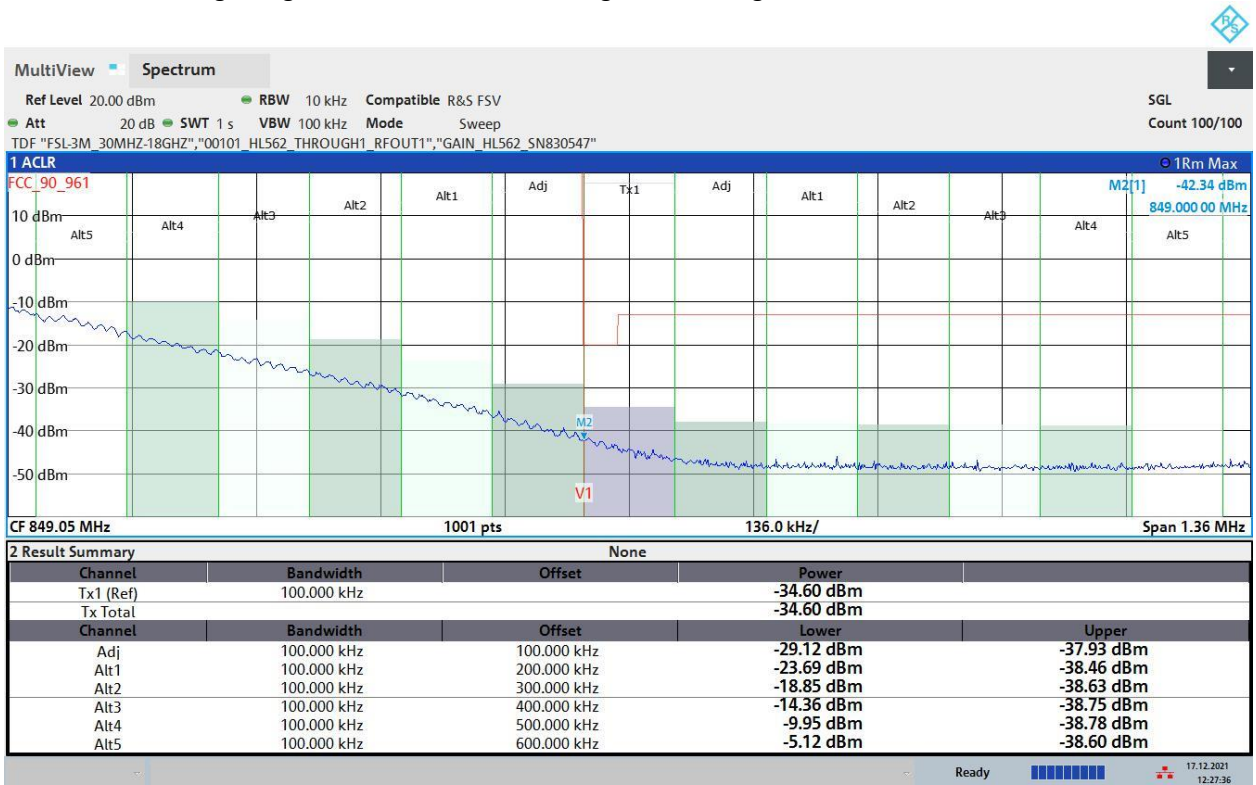 R&S
MultiView Spectrum
Ref Level 20.00 dBm RBW 10 kHz Compatible R&S FSV SGL
Att 20 dB SWT 1 s VBW 100 kHz Mode Sweep Count 100/100
TDF "FSL-3M_30MHZ-18GHZ","00101_HL562_THROUGH1_RFOUT1","GAIN_HL562_SN830547"
1 ACLR 1Rm Max
FCC_90_961 Adj Tx1 Adj M2[1] -42.34 dBm
Alt1 Alt1
Alt2 Alt2 849.000 00 MHz
10 dBm Alt3 Alt3
Alt5 Alt4 Alt4 Alt5
0 dBm
-10 dBm
-20 dBm
-30 dBm
M2
-40 dBm
-50 dBm
V1
CF 849.05 MHz 1001 pts 136.0 kHz/ Span 1.36 MHz
2 Result Summary None
Channel Bandwidth Offset Power
Tx1 (Ref) 100.000 kHz -34.60 dBm
Tx Total -34.60 dBm
Channel Bandwidth Offset Lower Upper
Adj 100.000 kHz 100.000 kHz -29.12 dBm -37.93 dBm
Alt1 100.000 kHz 200.000 kHz -23.69 dBm -38.46 dBm
Alt2 100.000 kHz 300.000 kHz -18.85 dBm -38.63 dBm
Alt3 100.000 kHz 400.000 kHz -14.36 dBm -38.75 dBm
Alt4 100.000 kHz 500.000 kHz -9.95 dBm -38.78 dBm
Alt5 100.000 kHz 600.000 kHz -5.12 dBm -38.60 dBm
Ready 17.12.2021
12:27:36